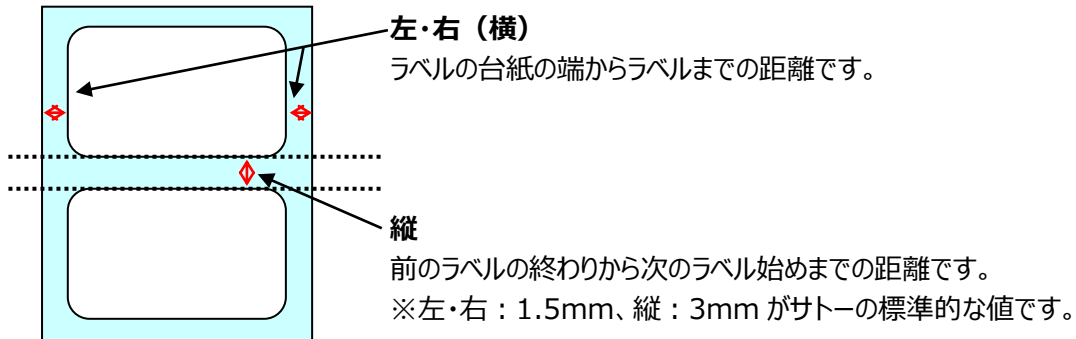 左・右（横）
ラベルの台紙の端からラベルまでの距離です。
縦
前のラベルの終わりから次のラベル始めまでの距離です。
※左・右：1.5mm、縦：3mm がサトーの標準的な値です。